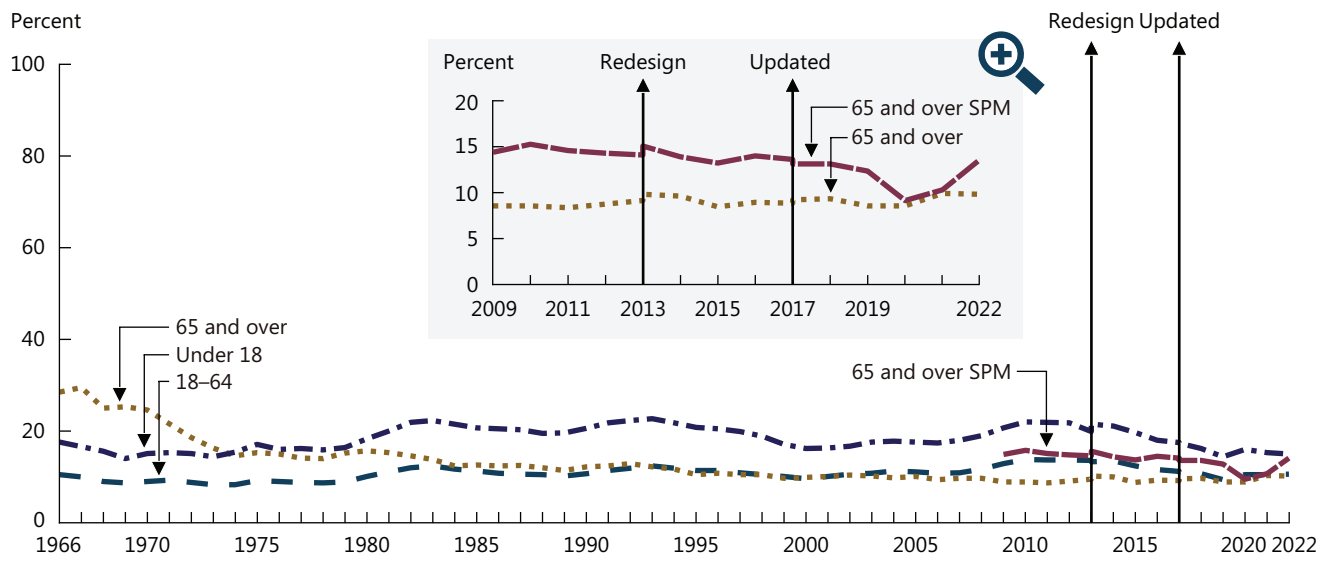 Percent
Redesign Updated
100
80
60
40
20
0
65 and over
Under 18
18–64
65 and over SPM
1966 1970 1975 1980 1985 1990 1995 2000 2005 2010 2015 2020 2022
Percent
Redesign
Updated
20
15
10
5
0
65 and over SPM
65 and over
2009 2011 2013 2015 2017 2019 2022